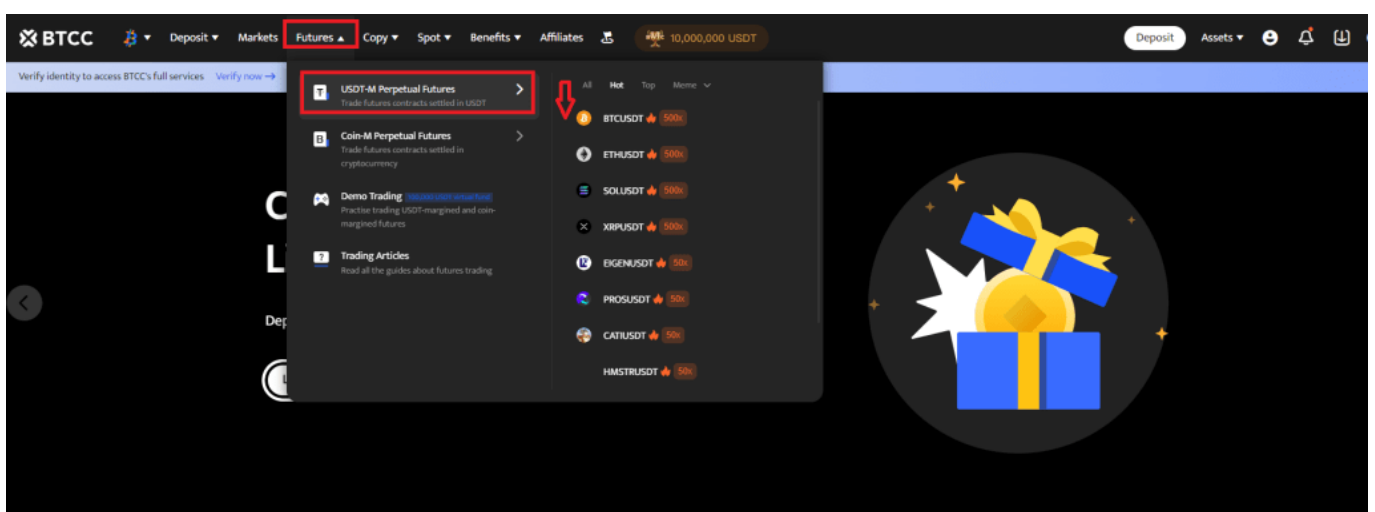 BTCC Deposit Markets Futures Copy Spot Benefits Affiliates 10,000,000 USDT Deposit Assets
Verify identity to access BTCC's full services Verify now →
USDT-M Perpetual Futures
Trade futures contracts settled in USDT
Coin-M Perpetual Futures
Trade futures contracts settled in
cryptocurrency
Demo Trading
Practise trading USDT-margined and coin-
margined futures
Trading Articles
Read all the guides about futures trading
All Hot Top Meme
BTCUSDT 500x
ETHUSDT 500x
SOLUSDT 500x
XRPUSDT 500x
EIGENUSDT 50x
PROSUSDT 50x
CATIUSDT 50x
HMSTRUSDT 50x
C
L
Dep